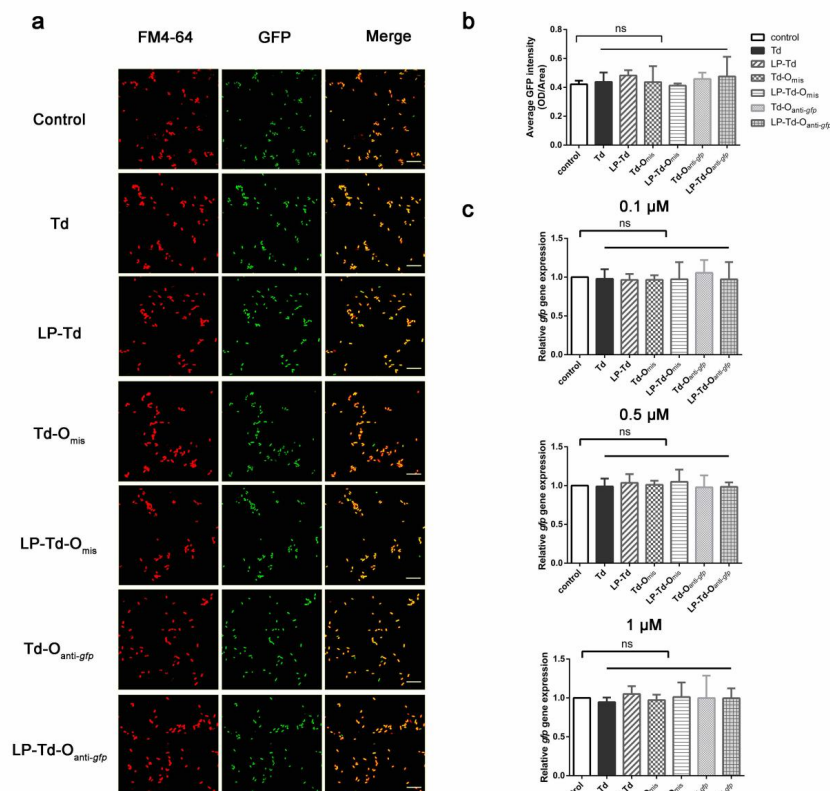 a
FM4-64 GFP Merge
Control
Td
LP-Td
Td-Omis
LP-Td-Omis
Td-Oanti-gfp
LP-Td-Oanti-gfp
b
Average GFP intensity
(OD/Area)
0.8
0.6
0.4
0.2
0.0
ns
control
Td
LP-Td
Td-Omis
LP-Td-Omis
Td-Oanti-gfp
LP-Td-Oanti-gfp
control
Td
LP-Td
Td-Omis
LP-Td-Omis
Td-Oanti-gfp
LP-Td-Oanti-gfp
c
0.1 µM
Relative gfp gene expression
1.5
1.0
0.5
0.0
ns
control
Td
LP-Td
Td-Omis
LP-Td-Omis
Td-Oanti-gfp
LP-Td-Oanti-gfp
0.5 µM
Relative gfp gene expression
1.5
1.0
0.5
0.0
ns
control
Td
LP-Td
Td-Omis
LP-Td-Omis
Td-Oanti-gfp
LP-Td-Oanti-gfp
1 µM
Relative gfp gene expression
1.5
1.0
0.5
0.0
ns